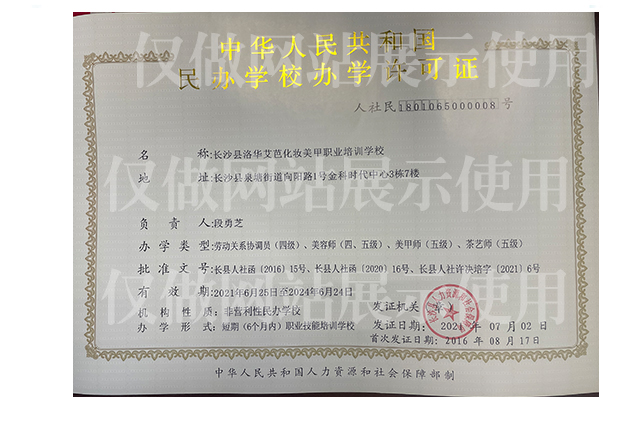 中华人民共和国
民办学校办学许可证
人社民1801065000008号
名称:长沙县洛华艾芭化妆美甲职业培训学校
地址:长沙县泉塘街道向阳路1号金科时代中心3栋7楼
负责人:段勇芝
办学类型:劳动关系协调员（四级）、美容师（四、五级）、美甲师（五级）、茶艺师（五级）
批准文号:长县人社函〔2016〕15号、长县人社函〔2020〕16号、长县人社许决培字〔2021〕6号
有效期:2021年6月25日至2024年6月24日
机构性质:非营利性民办学校
发证机关
办学形式:短期（6个月内）职业技能培训学校
发证日期:2021年07月02日
首次发证日期:2016年08月17日
中华人民共和国人力资源和社会保障部制
仅做网站展示使用
仅做网站展示使用
仅做网站展示使用